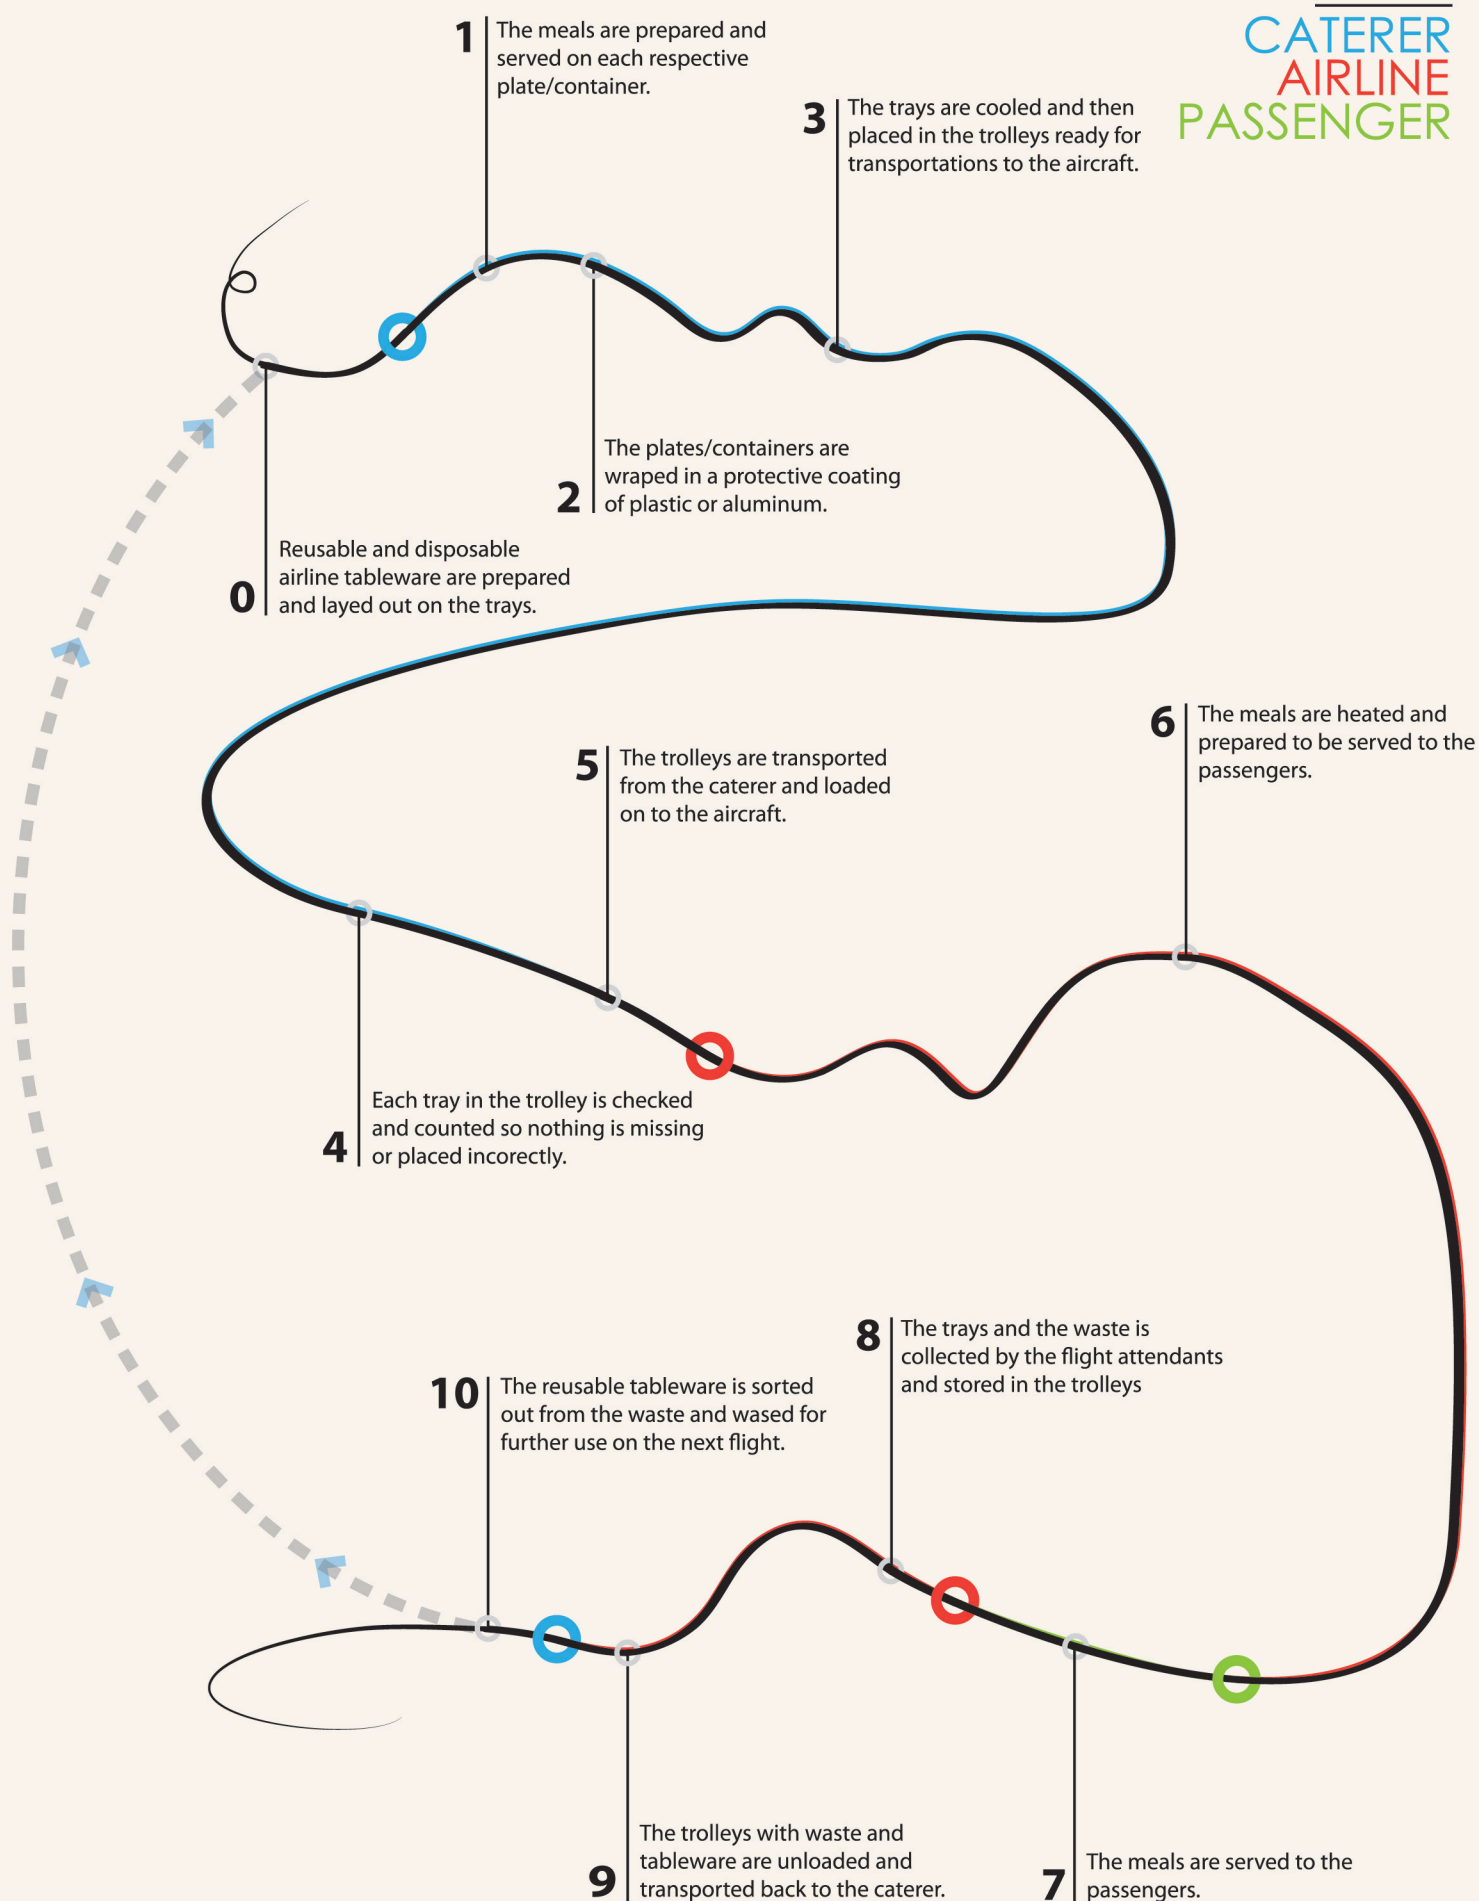 CATERER
AIRLINE
PASSENGER
1
The meals are prepared and
served on each respective
plate/container.
3
The trays are cooled and then
placed in the trolleys ready for
transportations to the aircraft.
2
The plates/containers are
wraped in a protective coating
of plastic or aluminum.
0
Reusable and disposable
airline tableware are prepared
and layed out on the trays.
6
The meals are heated and
prepared to be served to the
passengers.
5
The trolleys are transported
from the caterer and loaded
on to the aircraft.
4
Each tray in the trolley is checked
and counted so nothing is missing
or placed incorectly.
8
The trays and the waste is
collected by the flight attendants
and stored in the trolleys
10
The reusable tableware is sorted
out from the waste and wased for
further use on the next flight.
9
The trolleys with waste and
tableware are unloaded and
transported back to the caterer.
7
The meals are served to the
passengers.